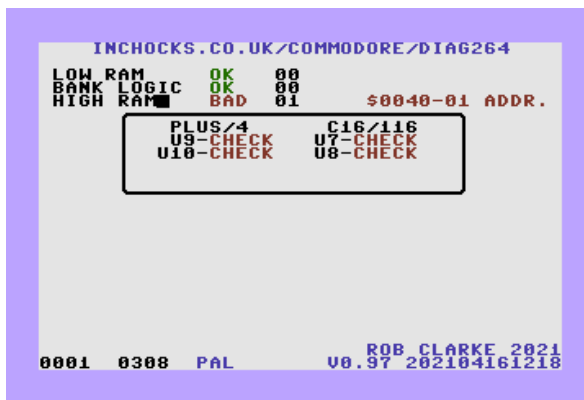 INCHOCKS.CO.UK/COMMODORE/DIAG264
LOW RAM OK 00
BANK LOGIC OK 00
HIGH RAM BAD 01 $0040-01 ADDR.
PLUS/4 C16/116
U9-CHECK U7-CHECK
U10-CHECK U8-CHECK
ROB CLARKE 2021
0001 0308 PAL V0.97 202104161218